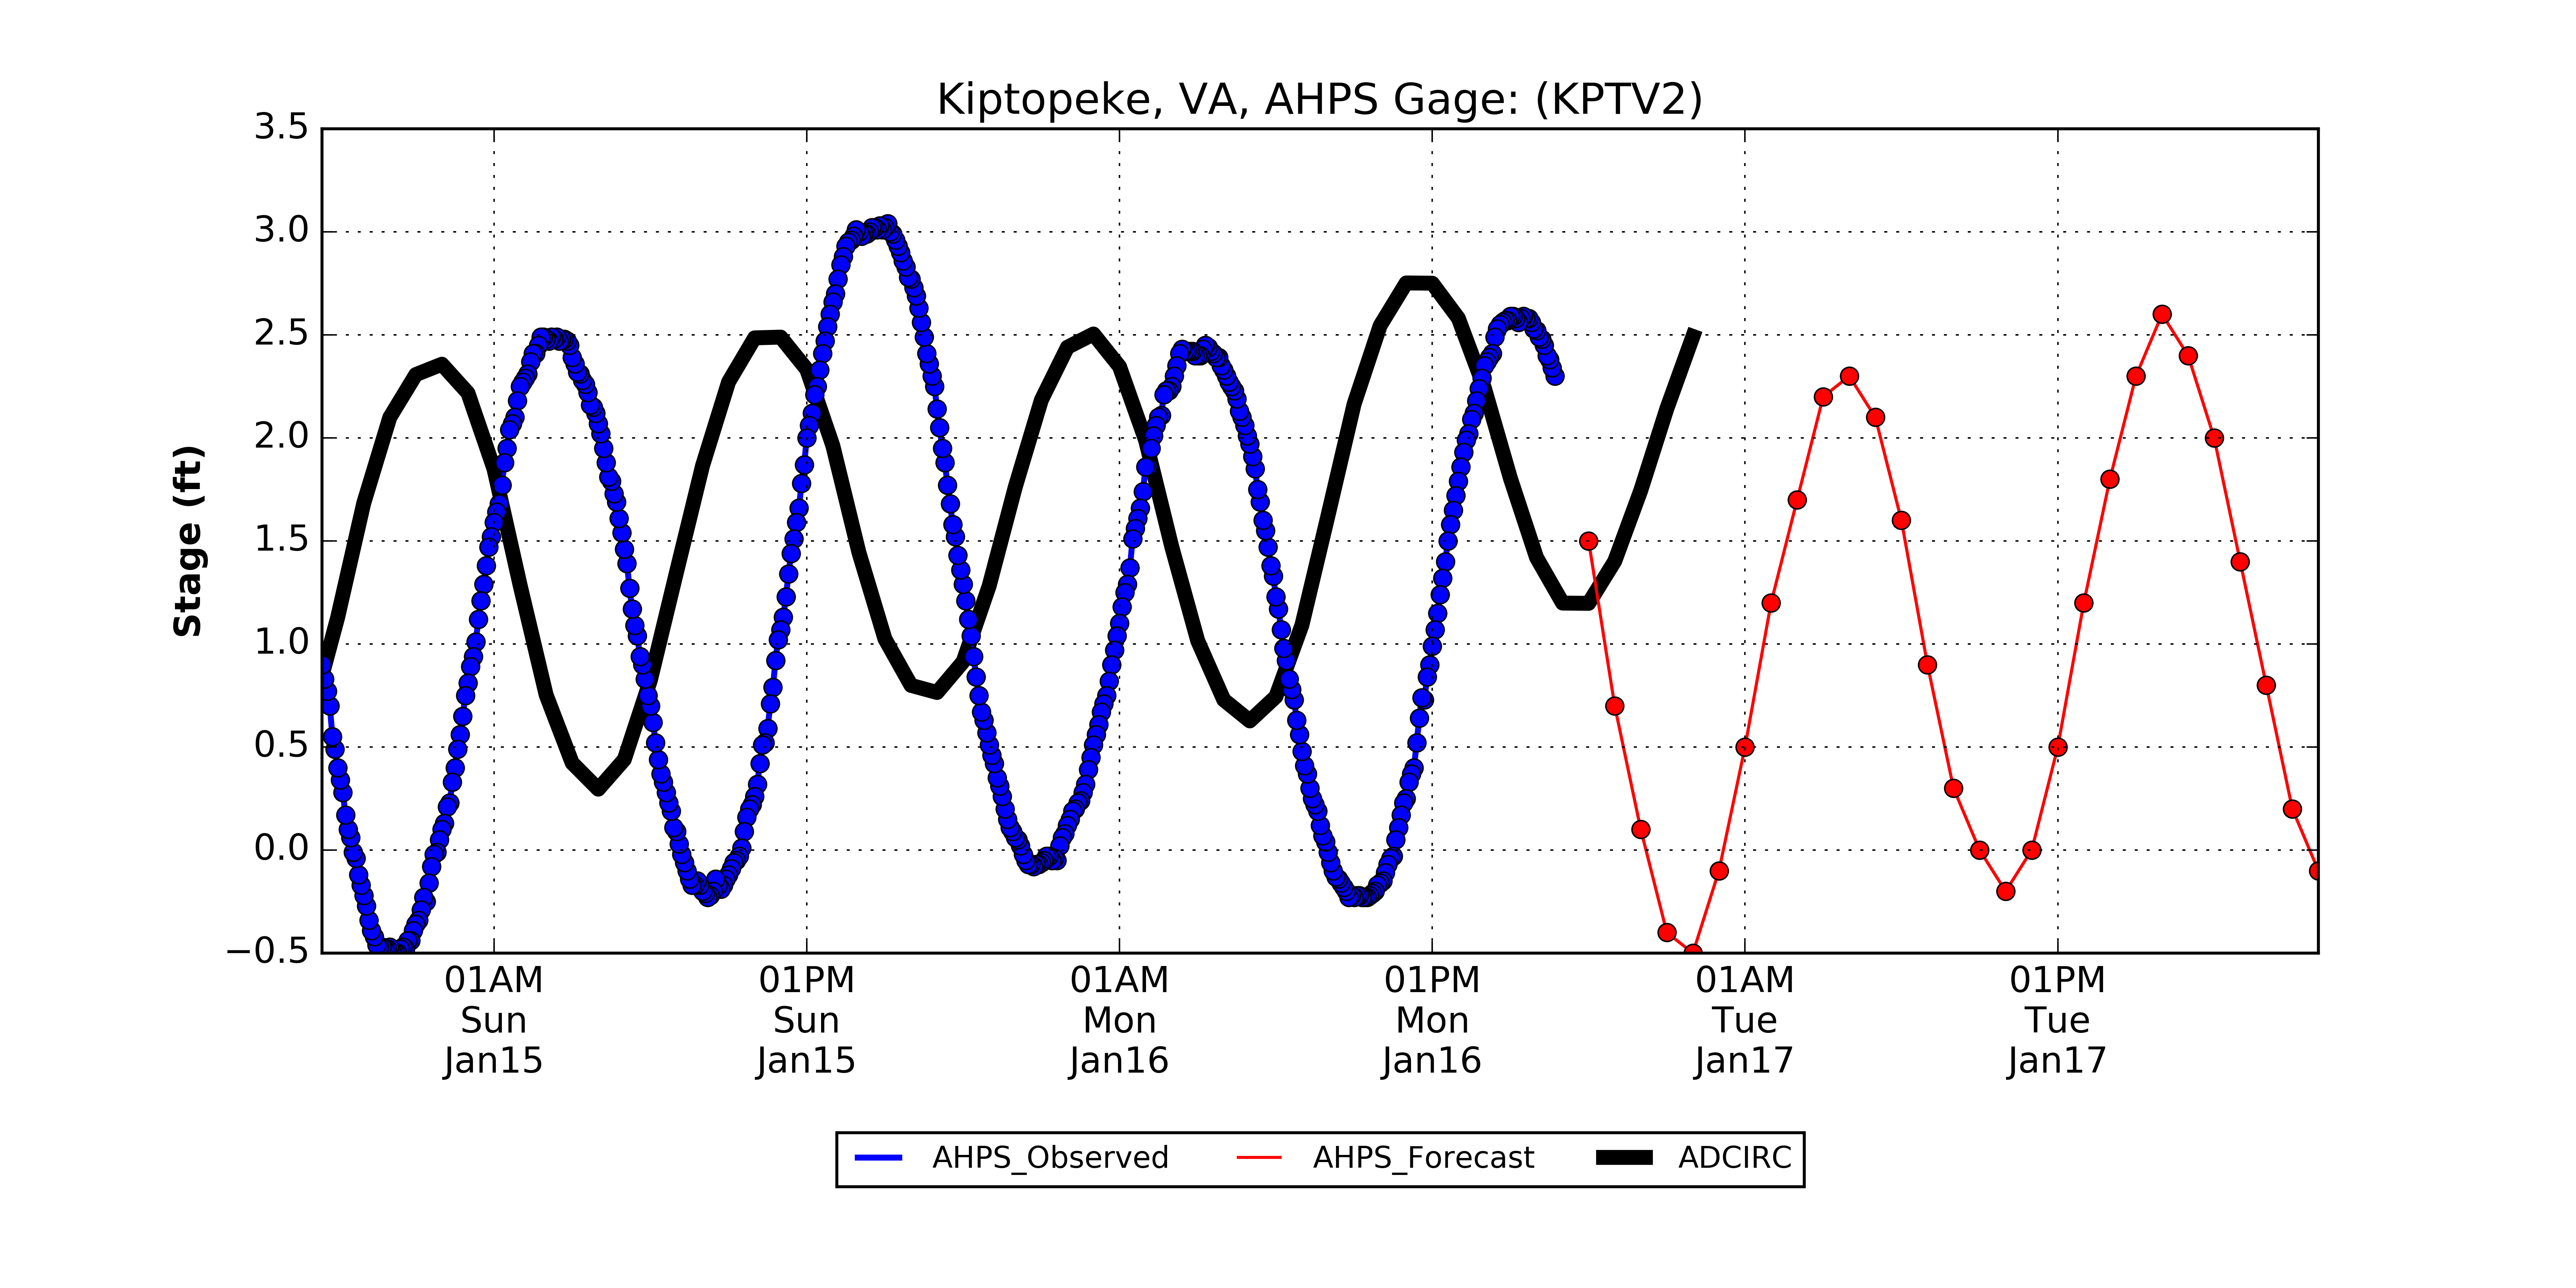 Kiptopeke, VA, AHPS Gage: (KPTV2)
3.5
3.0
2.5
2.0
1.5
1.0
0.5
0.0
−0.5
Stage (ft)
01AM 01PM 01AM 01PM 01AM 01PM
Sun Sun Mon Mon Tue Tue
Jan15 Jan15 Jan16 Jan16 Jan17 Jan17
AHPS_Observed AHPS_Forecast ADCIRC